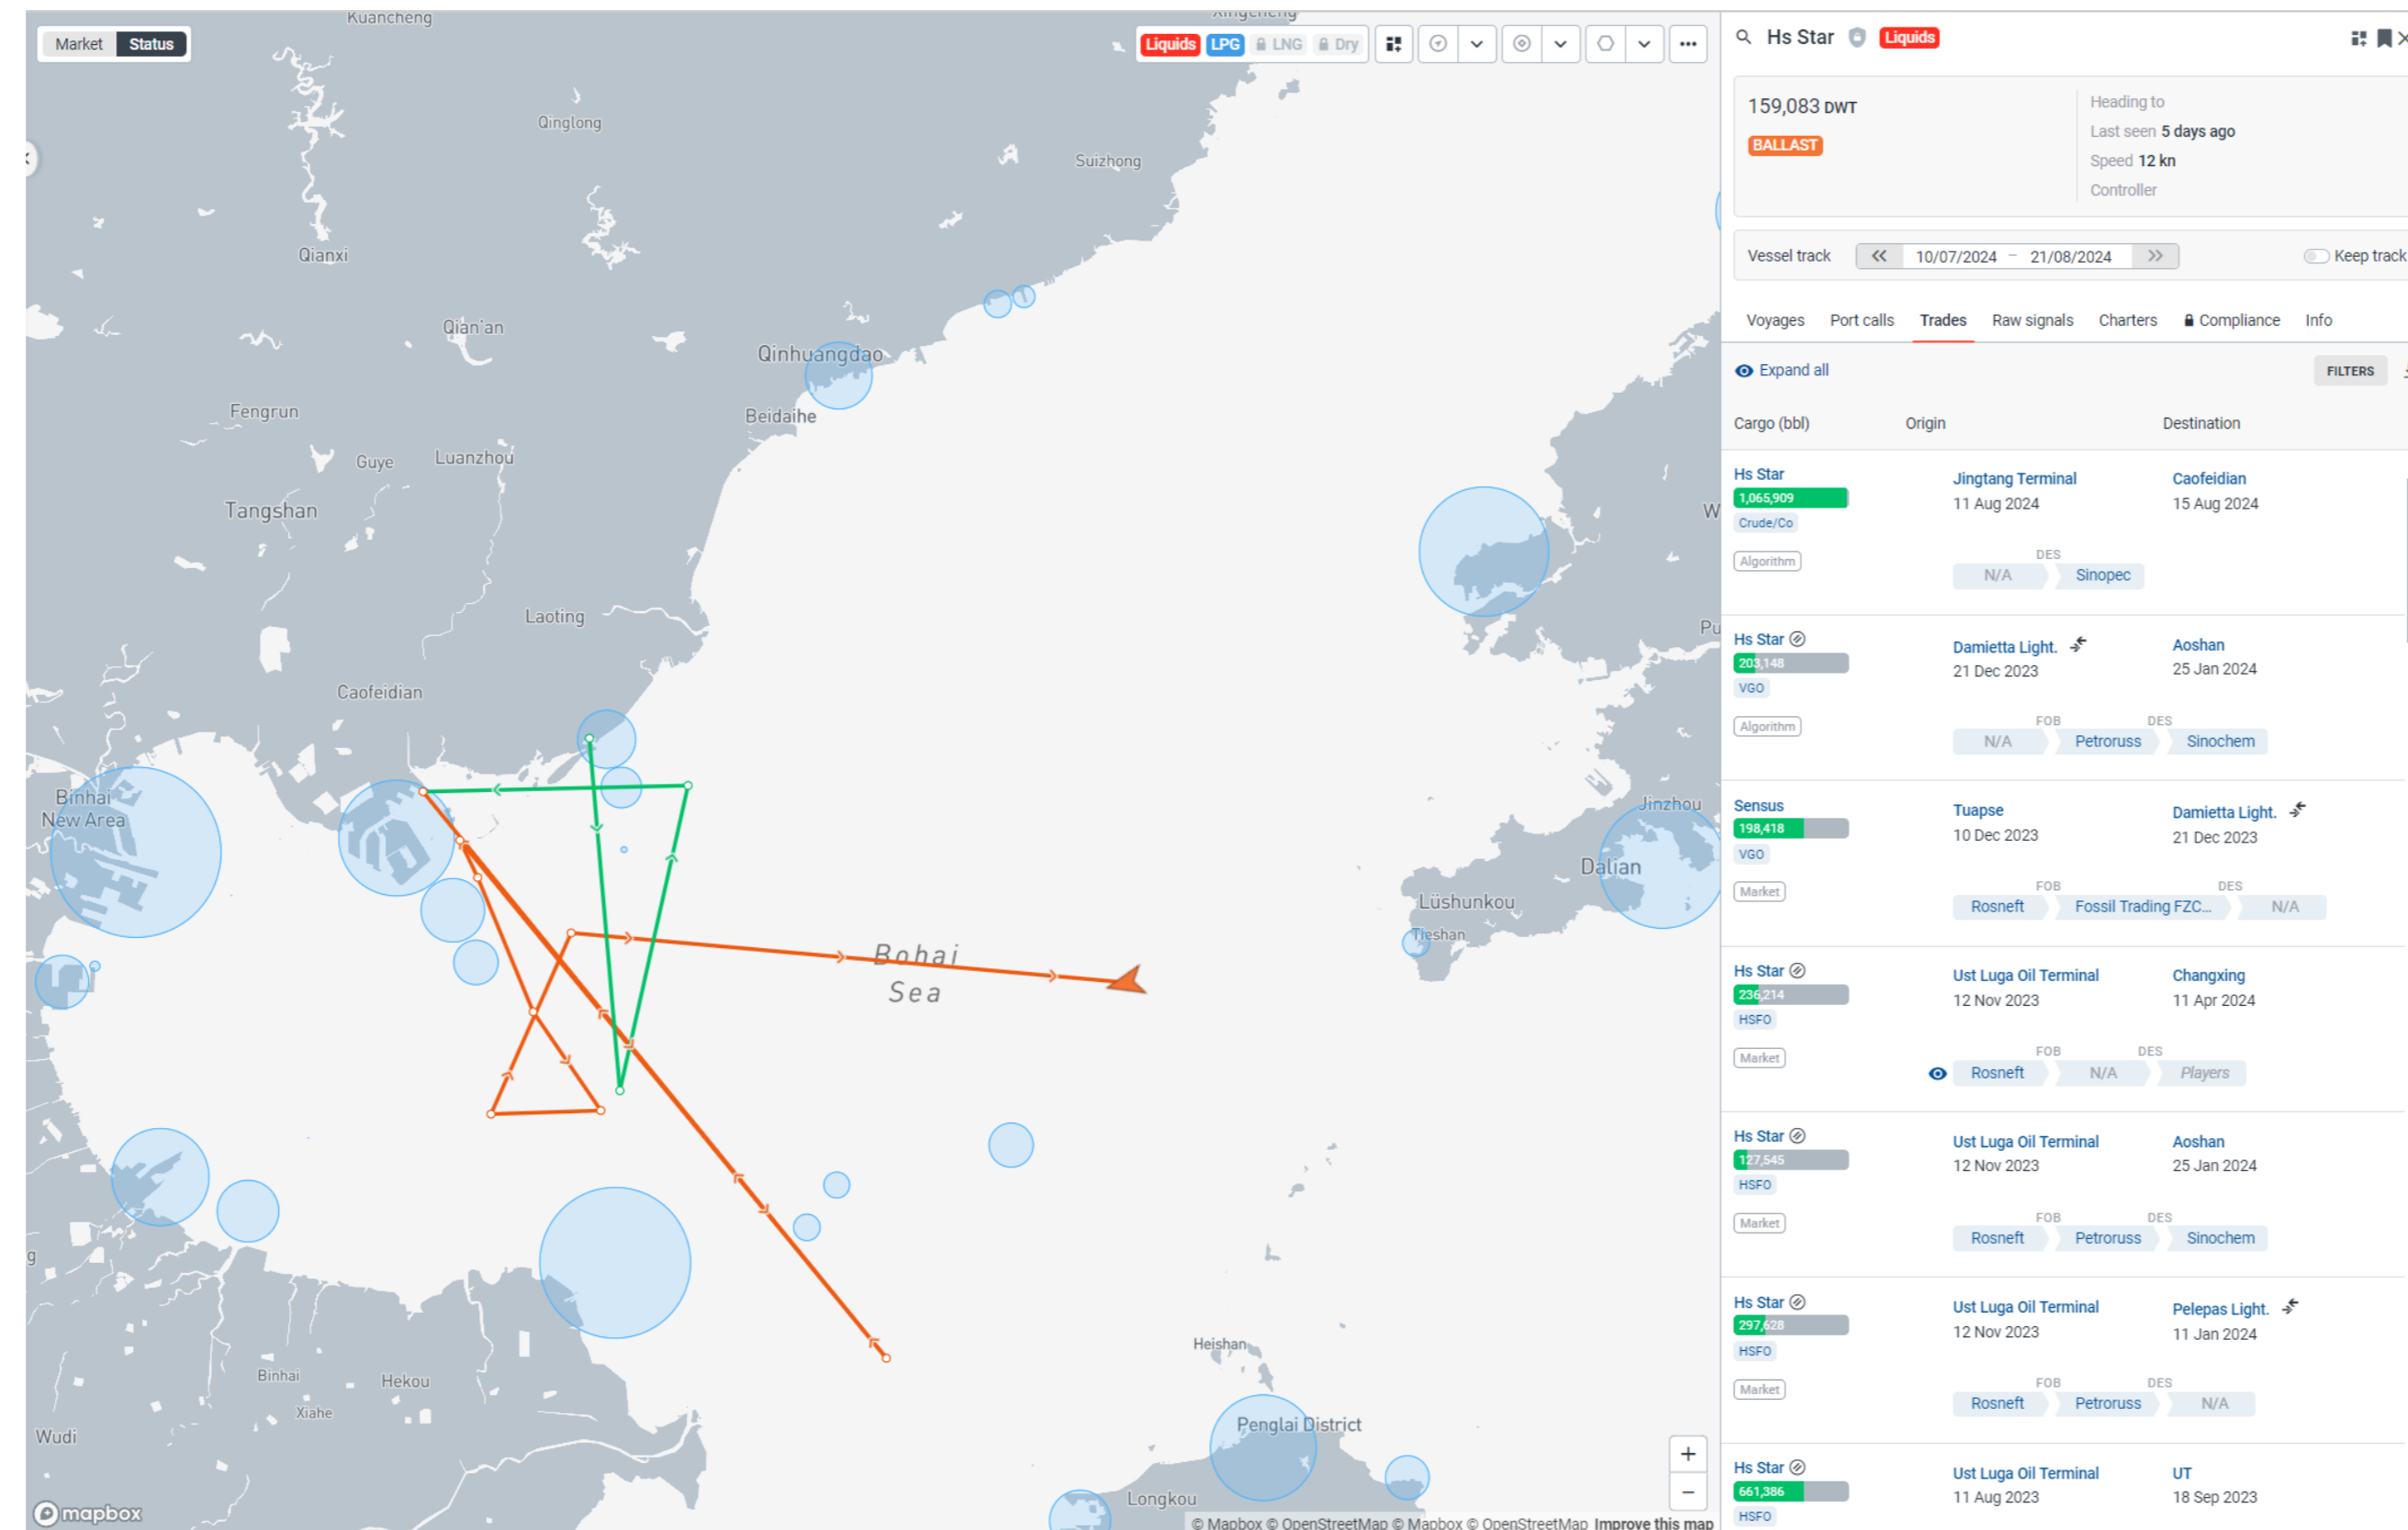 Market Status
Liquids LPG LNG Dry
Kuancheng
Qinglong
Suizhong
Qianxi
Qian'an
Qinhuangdao
Beidaihe
Fengrun
Guye
Luanzhou
Tangshan
Laoting
Caofeidian
Binhai
New Area
Jinzhou
Dalian
Lüshunkou
Tieshan
Bohai
Sea
Heishan
Binhai
Hekou
Xiahe
Wudi
Penglai District
Longkou
mapbox
© Mapbox © OpenStreetMap © Mapbox © OpenStreetMap Improve this map
Hs Star Liquids
159,083 DWT
BALLAST
Heading to
Last seen 5 days ago
Speed 12 kn
Controller
Vessel track 10/07/2024 – 21/08/2024 Keep track
Voyages Port calls Trades Raw signals Charters Compliance Info
Expand all FILTERS
Cargo (bbl) Origin Destination
Hs Star Jingtang Terminal Caofeidian
1,065,909 11 Aug 2024 15 Aug 2024
Crude/Co
DES
Algorithm N/A Sinopec
Hs Star Damietta Light. Aoshan
203,148 21 Dec 2023 25 Jan 2024
VGO
FOB DES
Algorithm N/A Petroruss Sinochem
Sensus Tuapse Damietta Light.
198,418 10 Dec 2023 21 Dec 2023
VGO
FOB DES
Market Rosneft Fossil Trading FZC... N/A
Hs Star Ust Luga Oil Terminal Changxing
236,214 12 Nov 2023 11 Apr 2024
HSFO
FOB DES
Market Rosneft N/A Players
Hs Star Ust Luga Oil Terminal Aoshan
127,545 12 Nov 2023 25 Jan 2024
HSFO
FOB DES
Market Rosneft Petroruss Sinochem
Hs Star Ust Luga Oil Terminal Pelepas Light.
297,628 12 Nov 2023 11 Jan 2024
HSFO
FOB DES
Market Rosneft Petroruss N/A
Hs Star Ust Luga Oil Terminal UT
661,386 11 Aug 2023 18 Sep 2023
HSFO